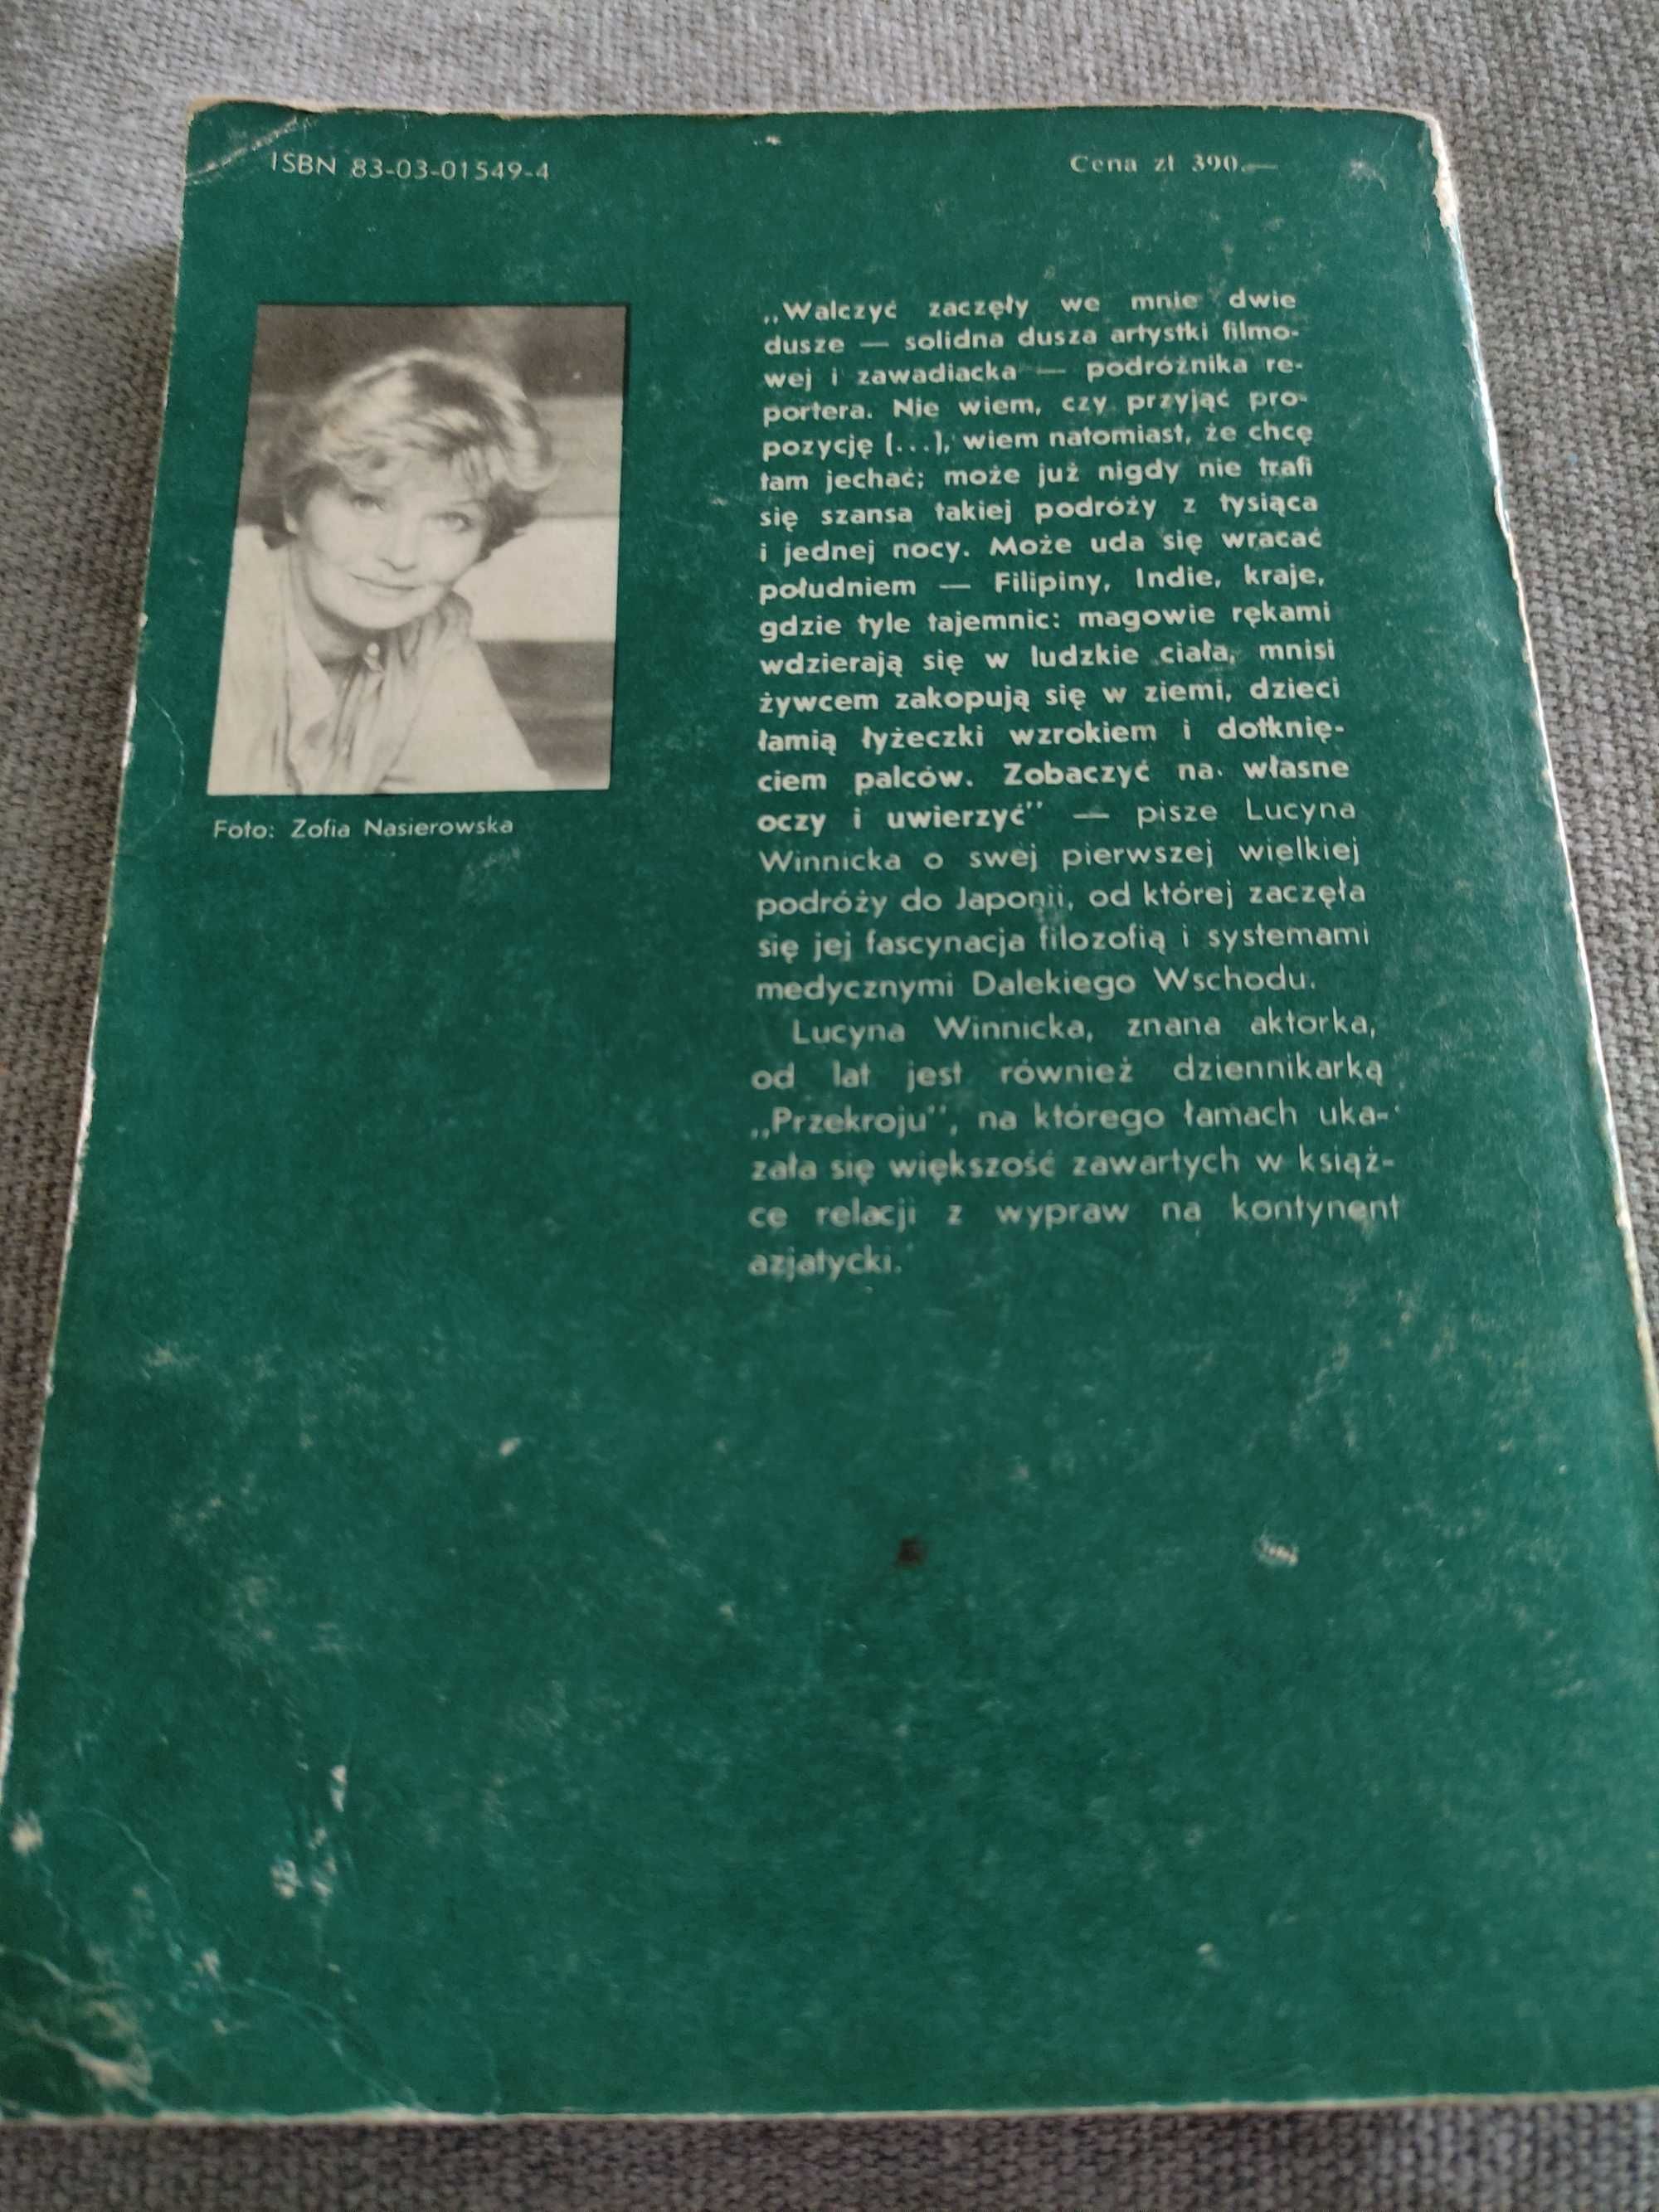 ISBN 83-03-01549-4
Cena zł 390.—
„Walczyć zaczęły we mnie dwie
dusze — solidna dusza artystki filmo-
wej i zawadiacka — podróżnika re-
portera. Nie wiem, czy przyjąć pro-
pozycję (...), wiem natomiast, że chcę
tam jechać; może już nigdy nie trafi
się szansa takiej podróży z tysiąca
i jednej nocy. Może uda się wracać
południem — Filipiny, Indie, kraje,
gdzie tyle tajemnic: magowie rękami
wdzierają się w ludzkie ciała, mnisi
żywcem zakopują się w ziemi, dzieci
łamią łyżeczki wzrokiem i dotknię-
ciem palców. Zobaczyć na własne
oczy i uwierzyć” — pisze Lucyna
Winnicka o swej pierwszej wielkiej
podróży do Japonii, od której zaczęła
się jej fascynacja filozofią i systemami
medycznymi Dalekiego Wschodu.
Lucyna Winnicka, znana aktorka,
od lat jest również dziennikarką
„Przekroju”, na którego łamach uka-
zała się większość zawartych w książ-
ce relacji z wypraw na kontynent
azjatycki.
Foto: Zofia Nasierowska